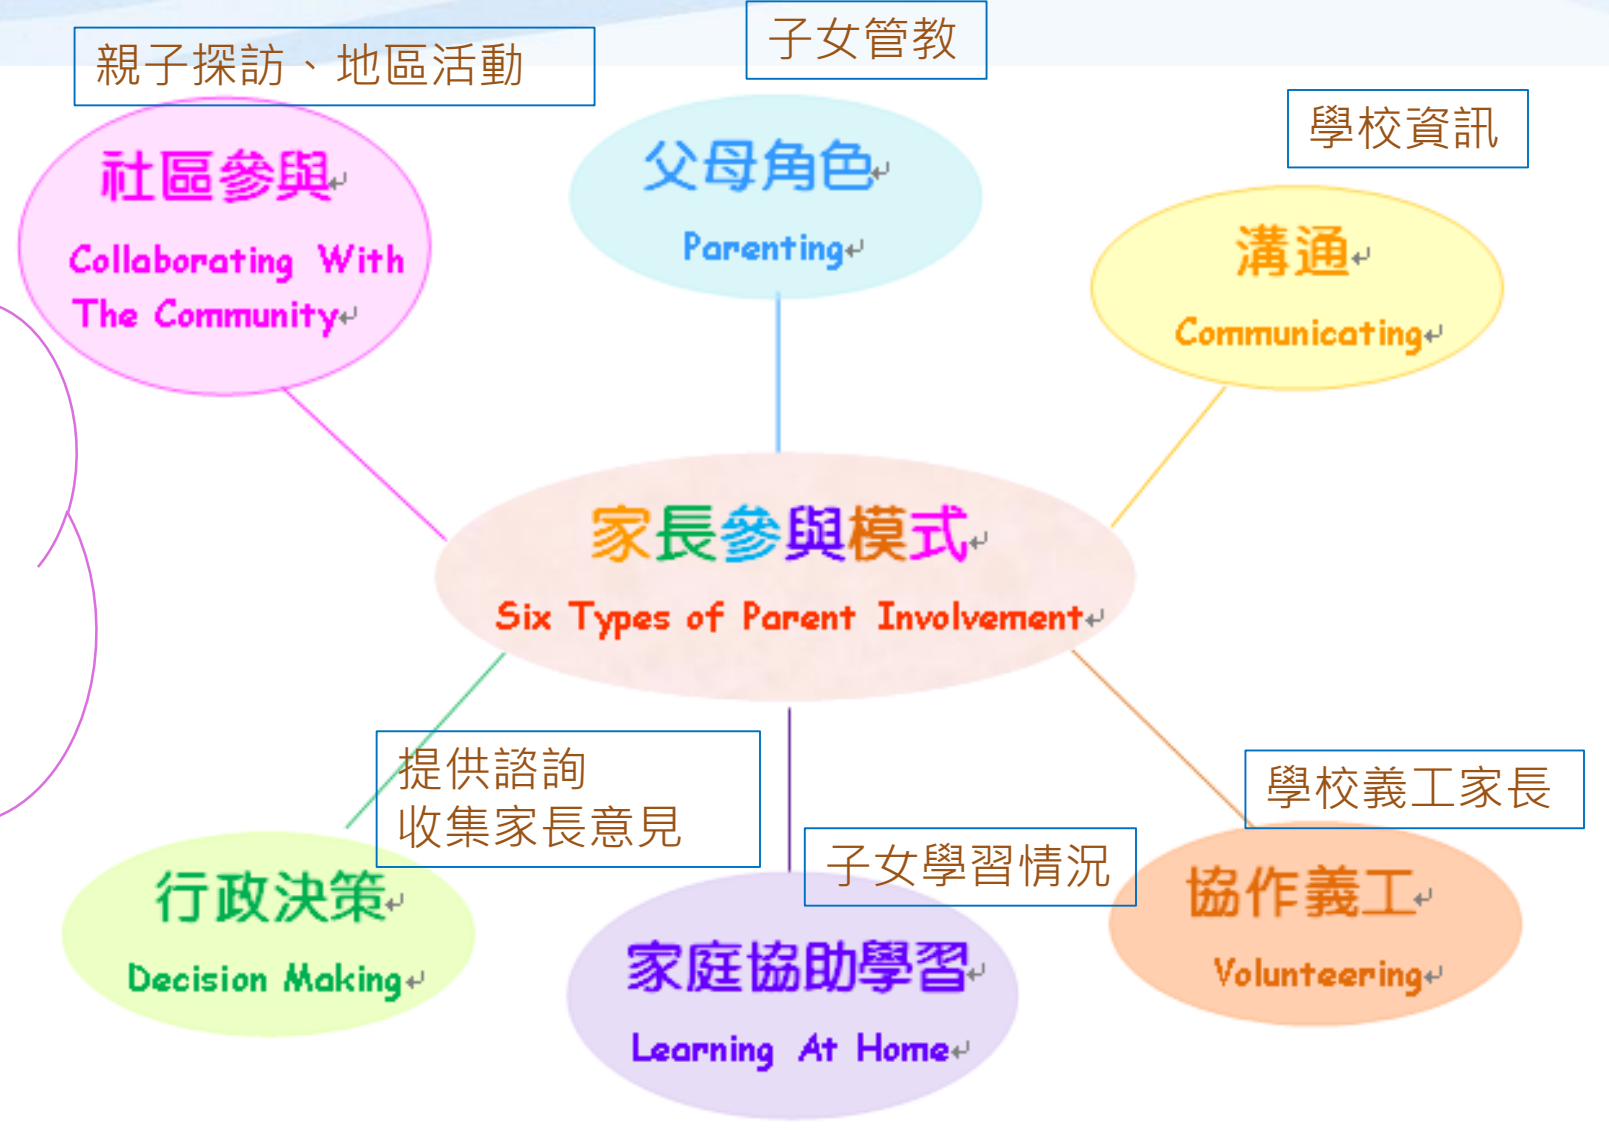 親子探訪、地區活動
子女管教
學校資訊
社區參與
Collaborating With
The Community
父母角色
Parenting
溝通
Communicating
家長參與模式
Six Types of Parent Involvement
提供諮詢
收集家長意見
子女學習情況
學校義工家長
行政決策
Decision Making
家庭協助學習
Learning At Home
協作義工
Volunteering